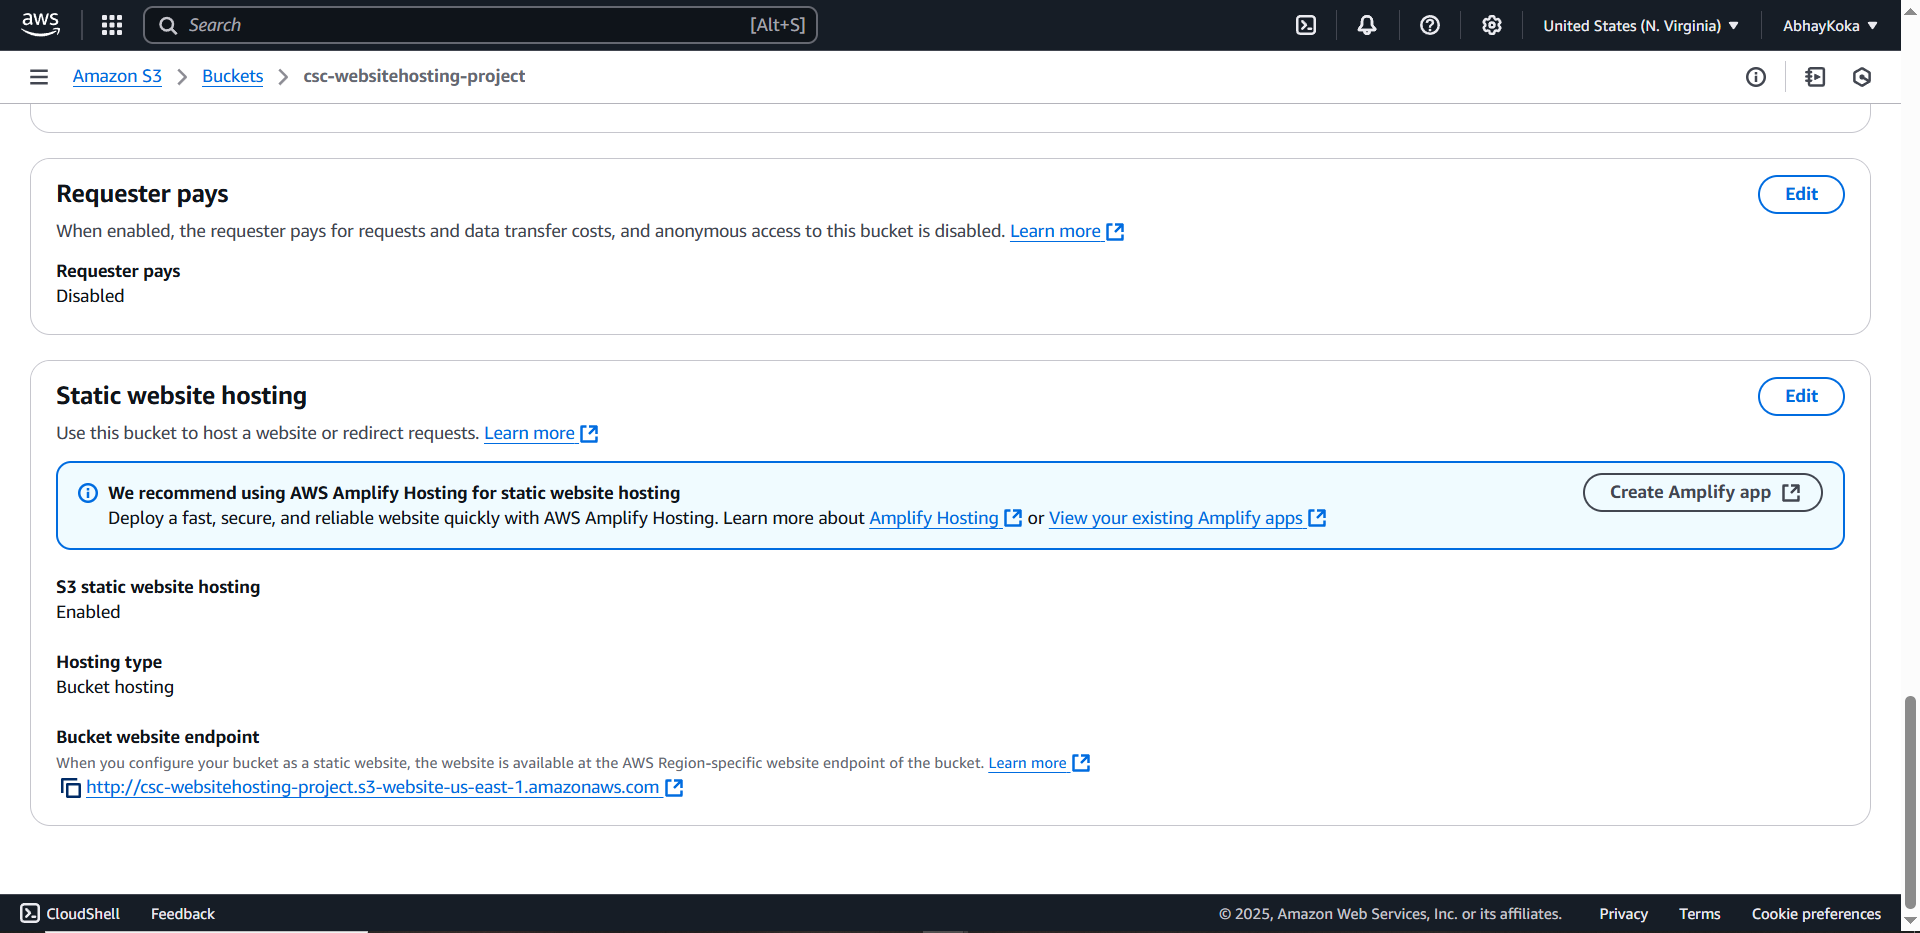 aws
Search [Alt+S]
United States (N. Virginia)
AbhayKoka
Amazon S3 > Buckets > csc-websitehosting-project
Requester pays
Edit
When enabled, the requester pays for requests and data transfer costs, and anonymous access to this bucket is disabled. Learn more
Requester pays
Disabled
Static website hosting
Edit
Use this bucket to host a website or redirect requests. Learn more
We recommend using AWS Amplify Hosting for static website hosting
Create Amplify app
Deploy a fast, secure, and reliable website quickly with AWS Amplify Hosting. Learn more about Amplify Hosting or View your existing Amplify apps
S3 static website hosting
Enabled
Hosting type
Bucket hosting
Bucket website endpoint
When you configure your bucket as a static website, the website is available at the AWS Region-specific website endpoint of the bucket. Learn more
http://csc-websitehosting-project.s3-website-us-east-1.amazonaws.com
CloudShell
Feedback
© 2025, Amazon Web Services, Inc. or its affiliates.
Privacy
Terms
Cookie preferences